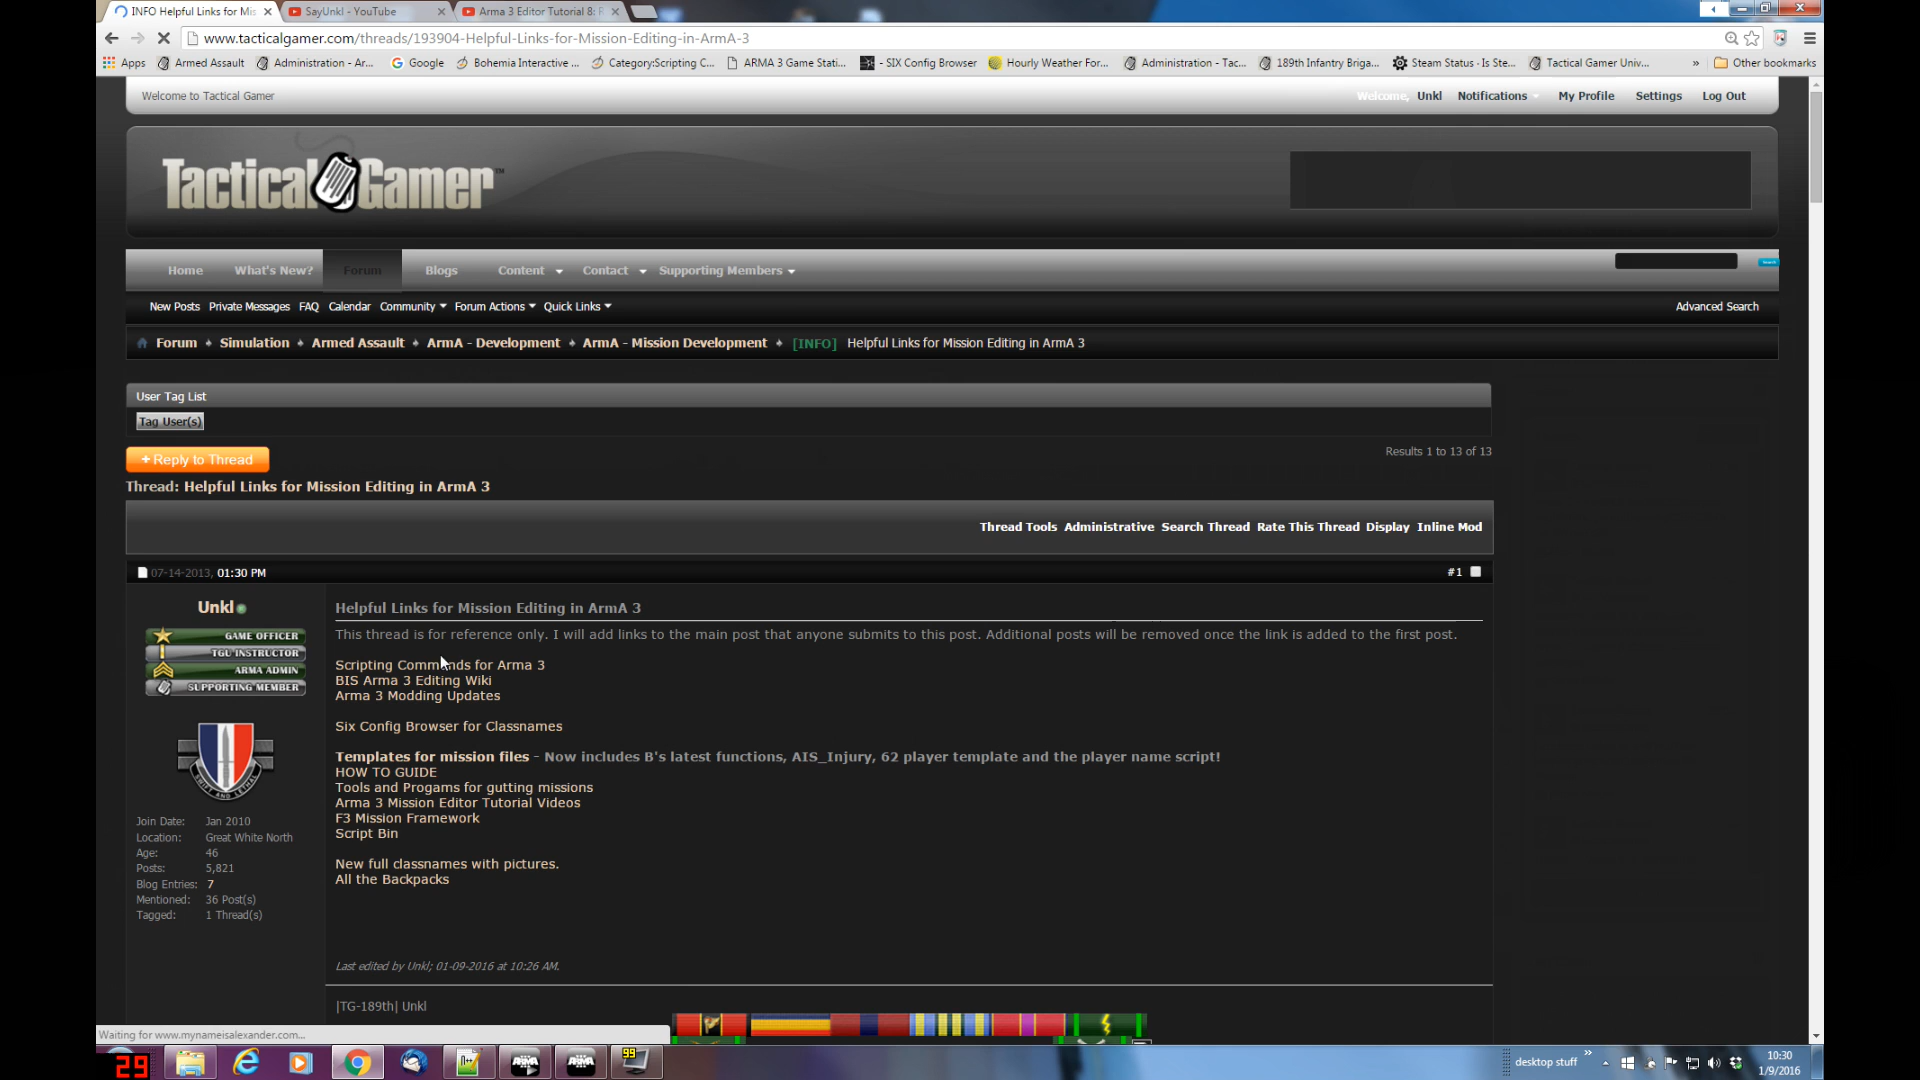 INFO Helpful Links for Mis
SayUnkl - YouTube
Arma 3 Editor Tutorial 8:
www.tacticalgamer.com/threads/193904-Helpful-Links-for-Mission-Editing-in-ArmA-3
Apps
Armed Assault
Administration - Ar...
Google
Bohemia Interactive ...
Category:Scripting C...
ARMA 3 Game Stati...
- SIX Config Browser
Hourly Weather For...
Administration - Tac...
189th Infantry Briga...
Steam Status · Is Ste...
Tactical Gamer Univ...
»
Other bookmarks
Welcome to Tactical Gamer
Welcome, Unkl Notifications My Profile Settings Log Out
Tactical Gamer™
Home What's New? Forum Blogs Content Contact Supporting Members
New Posts Private Messages FAQ Calendar Community Forum Actions Quick Links
Advanced Search
Forum Simulation Armed Assault ArmA - Development ArmA - Mission Development [INFO] Helpful Links for Mission Editing in ArmA 3
User Tag List
Tag User(s)
+ Reply to Thread
Results 1 to 13 of 13
Thread: Helpful Links for Mission Editing in ArmA 3
Thread Tools Administrative Search Thread Rate This Thread Display Inline Mod
07-14-2013, 01:30 PM
#1
Unkl
GAME OFFICER
TGU INSTRUCTOR
ARMA ADMIN
SUPPORTING MEMBER
SWIFT AND LETHAL
Join Date: Jan 2010
Location: Great White North
Age: 46
Posts: 5,821
Blog Entries: 7
Mentioned: 36 Post(s)
Tagged: 1 Thread(s)
Helpful Links for Mission Editing in ArmA 3
This thread is for reference only. I will add links to the main post that anyone submits to this post. Additional posts will be removed once the link is added to the first post.
Scripting Commands for Arma 3
BIS Arma 3 Editing Wiki
Arma 3 Modding Updates
Six Config Browser for Classnames
Templates for mission files - Now includes B's latest functions, AIS_Injury, 62 player template and the player name script!
HOW TO GUIDE
Tools and Progams for gutting missions
Arma 3 Mission Editor Tutorial Videos
F3 Mission Framework
Script Bin
New full classnames with pictures.
All the Backpacks
Last edited by Unkl; 01-09-2016 at 10:26 AM.
|TG-189th| Unkl
Waiting for www.mynameisalexander.com...
29
99
desktop stuff »
10:30
1/9/2016